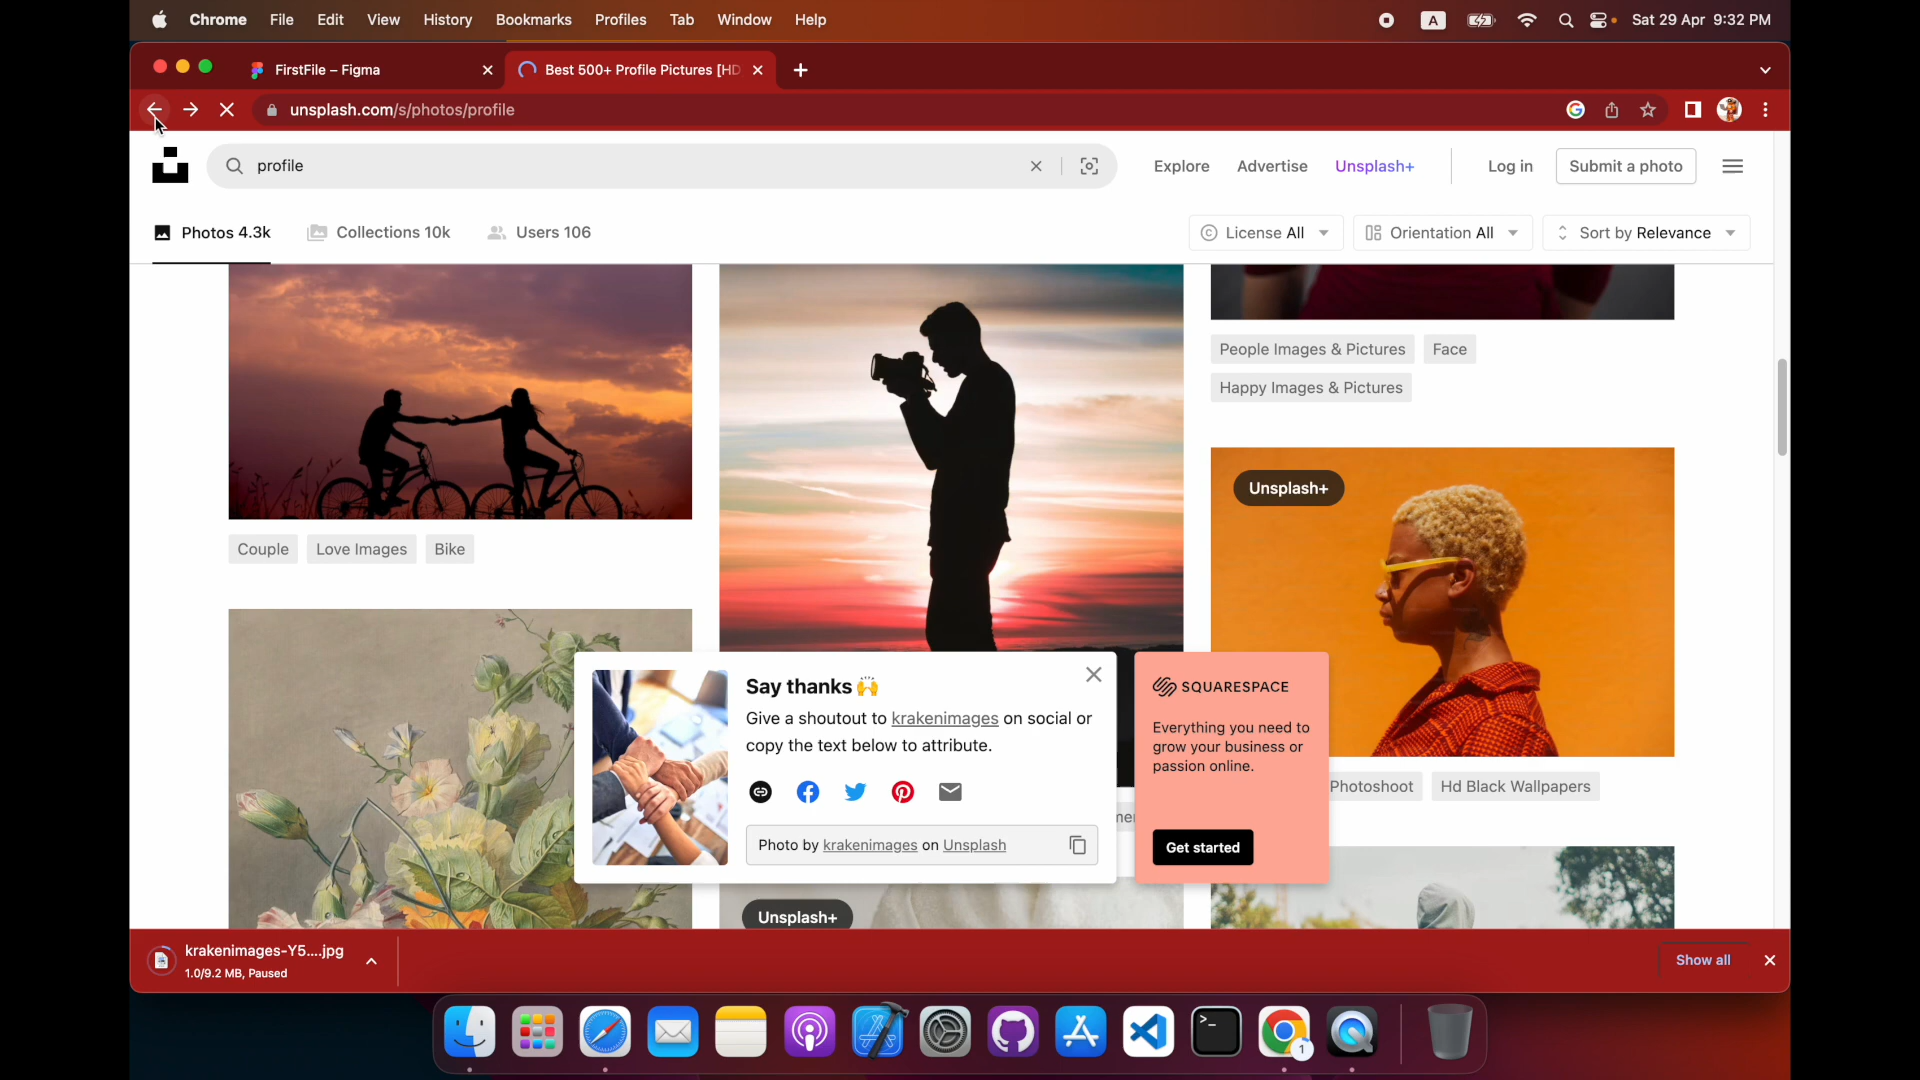 Chrome File Edit View History Bookmarks Profiles Tab Window Help A Sat 29 Apr 9:32 PM
FirstFile – Figma Best 500+ Profile Pictures [HD
unsplash.com/s/photos/profile
profile Explore Advertise Unsplash+ Log in Submit a photo
Photos 4.3k Collections 10k Users 106 License All Orientation All Sort by Relevance
People Images & Pictures Face
Happy Images & Pictures
Unsplash+
Couple Love Images Bike
Say thanks 🙌
Give a shoutout to krakenimages on social or
copy the text below to attribute.
Photo by krakenimages on Unsplash
SQUARESPACE
Everything you need to
grow your business or
passion online.
Get started
Photoshoot Hd Black Wallpapers
Unsplash+
krakenimages-Y5....jpg
1.0/9.2 MB, Paused
Show all
1